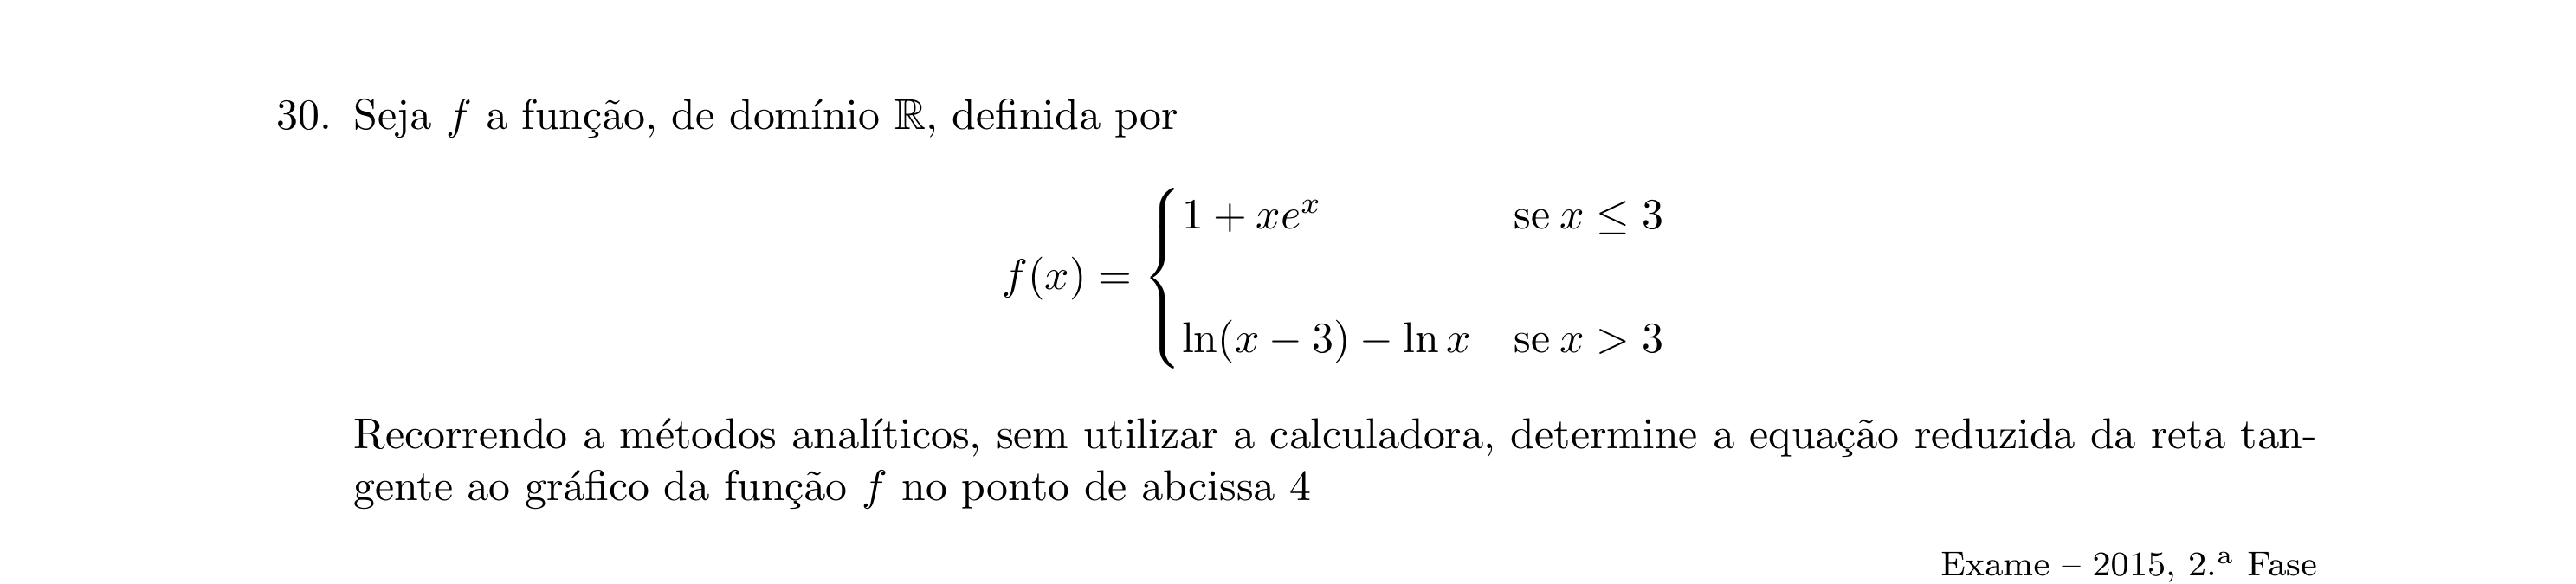 30. Seja f a função, de domínio ℝ, definida por
f(x) = { 1 + xeˣ se x ≤ 3
ln(x − 3) − ln x se x > 3
Recorrendo a métodos analíticos, sem utilizar a calculadora, determine a equação reduzida da reta tan-
gente ao gráfico da função f no ponto de abcissa 4
Exame – 2015, 2.ª Fase